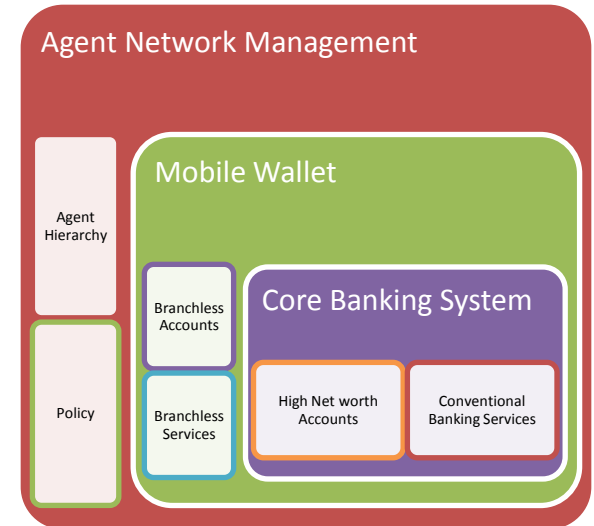 Agent Network Management
Mobile Wallet
Agent
Hierarchy
Branchless
Accounts
Core Banking System
Policy
Branchless
Services
High Net worth
Accounts
Conventional
Banking Services